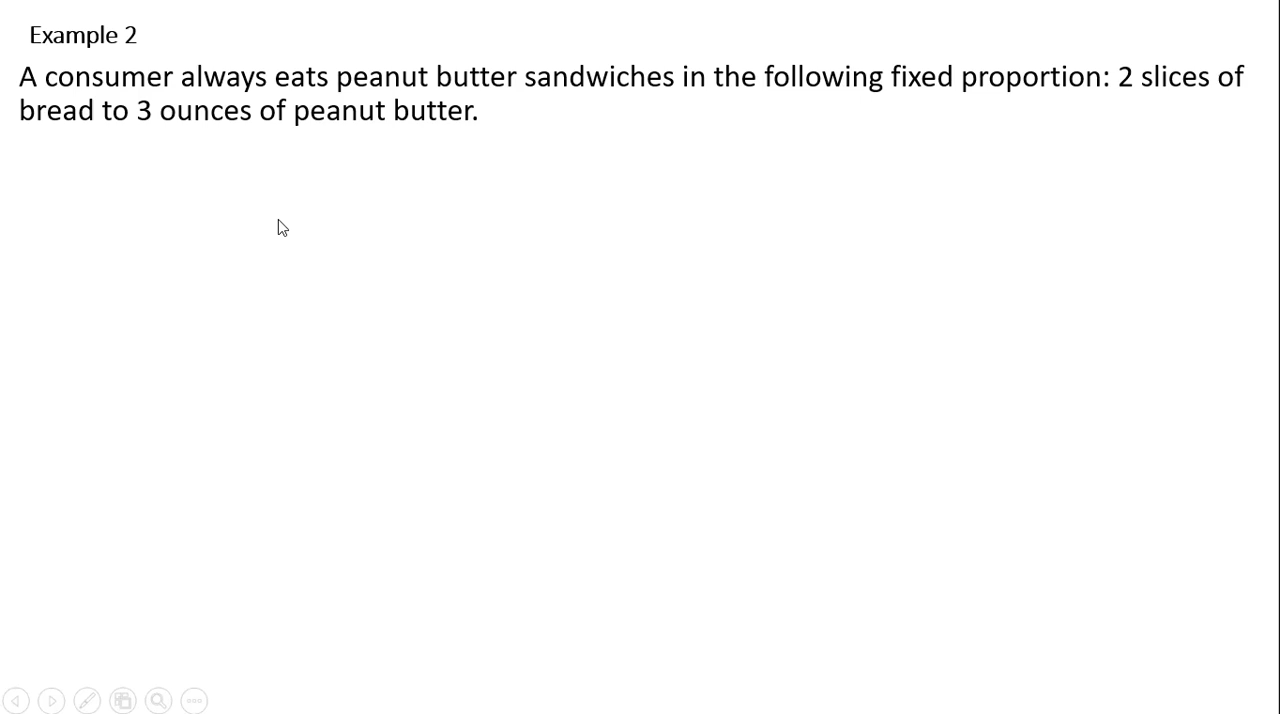 Example 2
A consumer always eats peanut butter sandwiches in the following fixed proportion: 2 slices of
bread to 3 ounces of peanut butter.